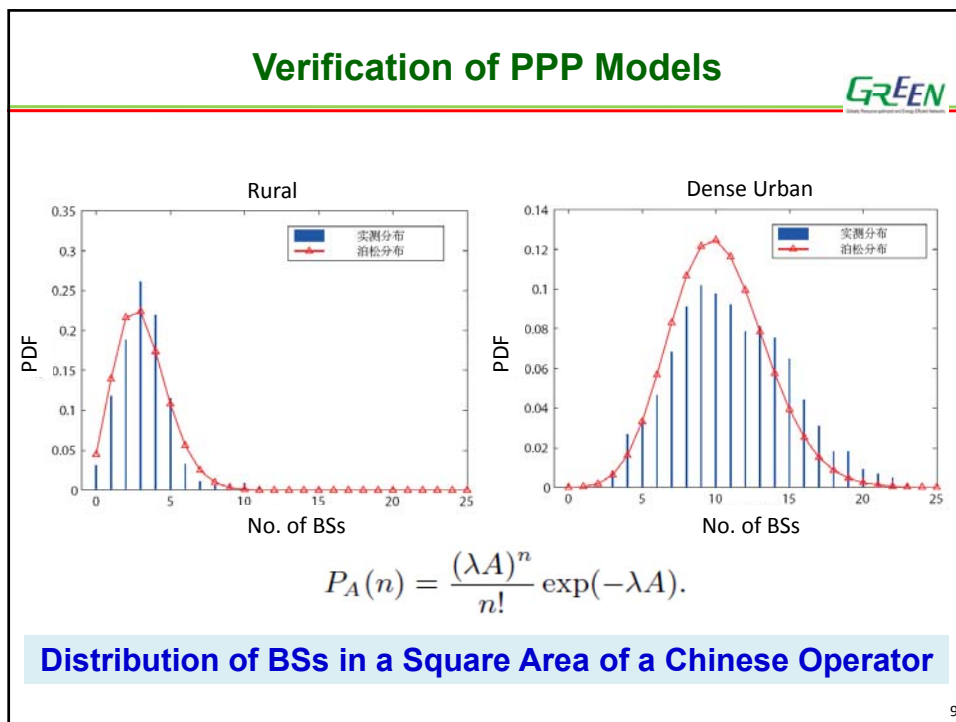 Verification of PPP Models
GREEN
Rural
0.35
0.3
0.25
0.2
0.15
0.1
0.05
0
PDF
实测分布
泊松分布
0 5 10 15 20 25
No. of BSs
Dense Urban
0.14
0.12
0.1
0.08
0.06
0.04
0.02
0
PDF
实测分布
泊松分布
0 5 10 15 20 25
No. of BSs
P_A(n) = (λA)^n / n! exp(−λA).
Distribution of BSs in a Square Area of a Chinese Operator
9